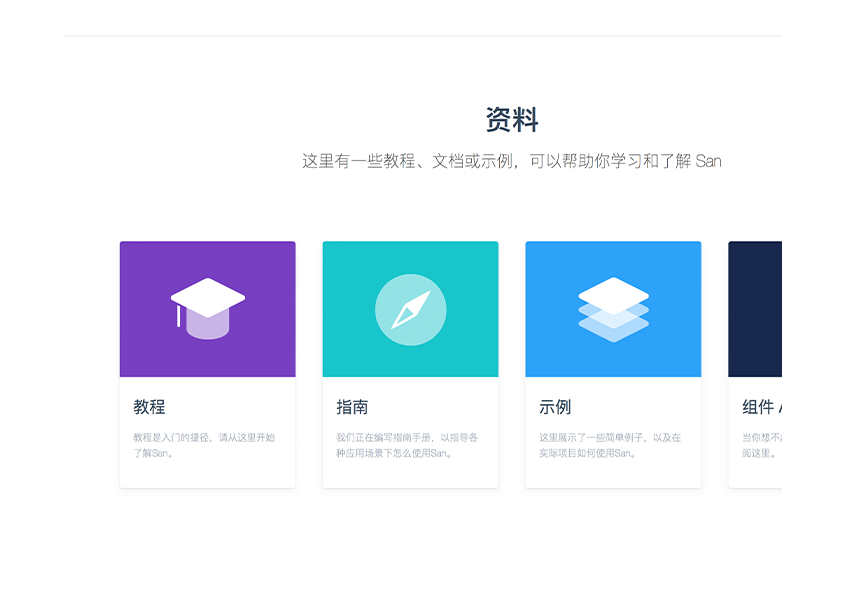 资料
这里有一些教程、文档或示例，可以帮助你学习和了解 San
教程
教程是入门的捷径，请从这里开始
了解San。
指南
我们正在编写指南手册，以指导各
种应用场景下怎么使用San。
示例
这里展示了一些简单例子，以及在
实际项目如何使用San。
组件
当你想不
阅这里。